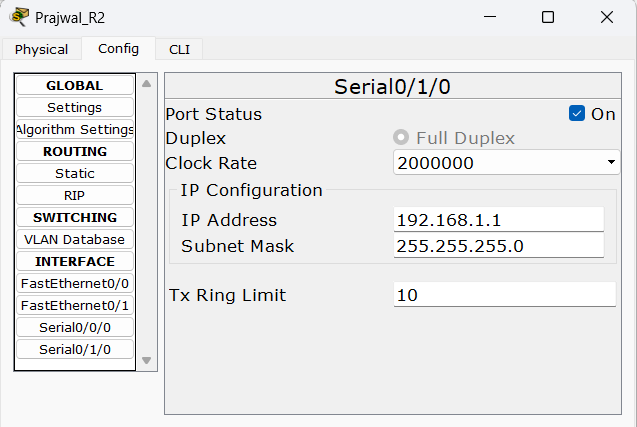 Prajwal_R2
Physical Config CLI
GLOBAL
Settings
Algorithm Settings
ROUTING
Static
RIP
SWITCHING
VLAN Database
INTERFACE
FastEthernet0/0
FastEthernet0/1
Serial0/0/0
Serial0/1/0
Serial0/1/0
Port Status On
Duplex Full Duplex
Clock Rate 2000000
IP Configuration
IP Address 192.168.1.1
Subnet Mask 255.255.255.0
Tx Ring Limit 10